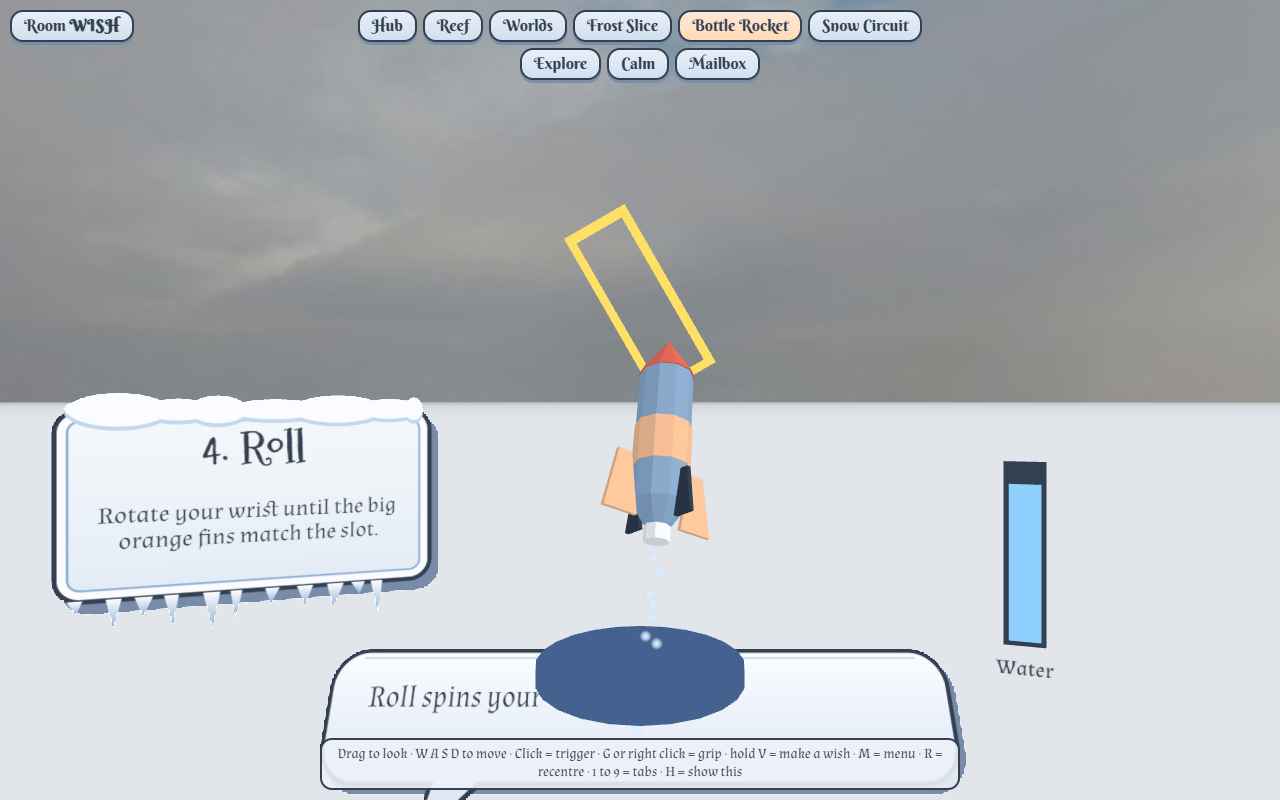 Room WISH
Hub Reef Worlds Frost Slice Bottle Rocket Snow Circuit
Explore Calm Mailbox
4. Roll
Rotate your wrist until the big
orange fins match the slot.
Water
Roll spins your
Drag to look · W A S D to move · Click = trigger · G or right click = grip · hold V = make a wish · M = menu · R =
recentre · 1 to 9 = tabs · H = show this